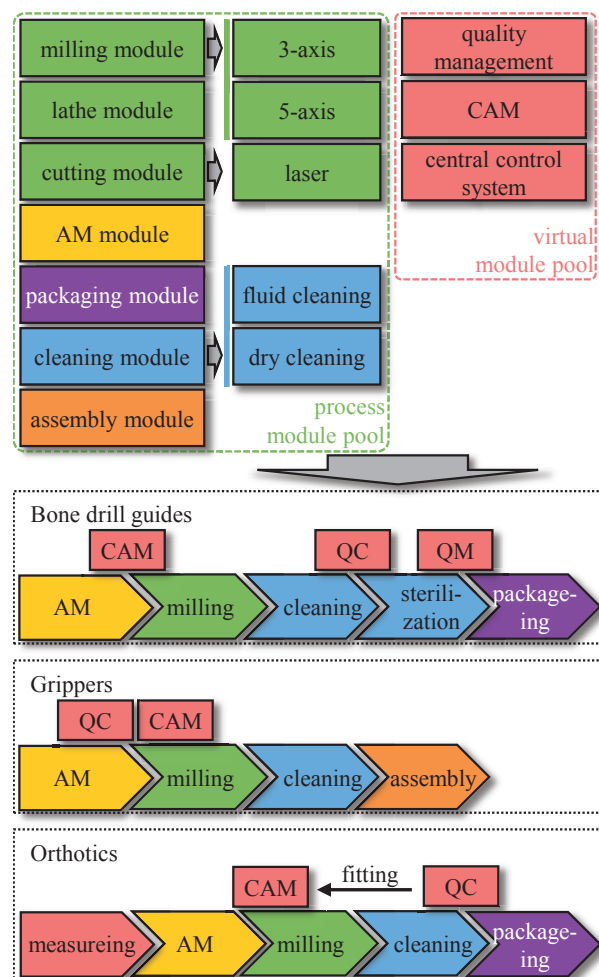 milling module
3-axis
lathe module
5-axis
cutting module
laser
AM module
packaging module
fluid cleaning
cleaning module
dry cleaning
assembly module
process
module pool
quality
management
CAM
central control
system
virtual
module pool
Bone drill guides
CAM
QC
QM
AM
milling
cleaning
sterili-
zation
package-
ing
Grippers
QC
CAM
AM
milling
cleaning
assembly
Orthotics
CAM
fitting
QC
measureing
AM
milling
cleaning
package-
ing